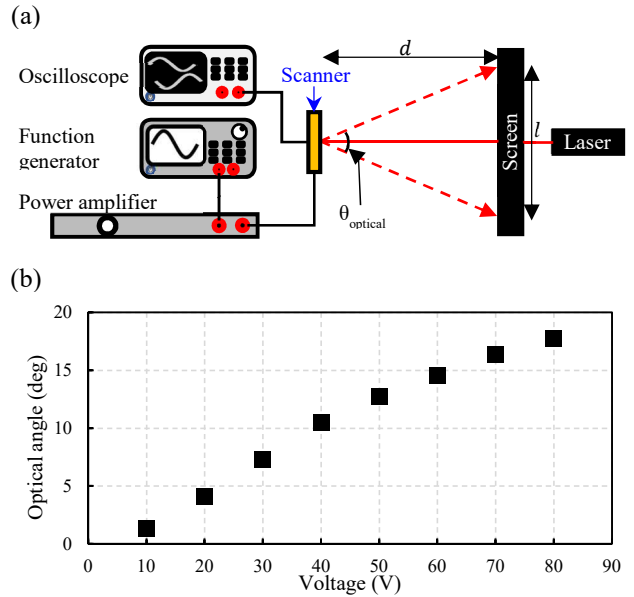 (a)
Oscilloscope
Function
generator
Power amplifier
Scanner
d
θoptical
Screen
l
Laser
(b)
Optical angle (deg)
20
15
10
5
0
0 10 20 30 40 50 60 70 80 90
Voltage (V)